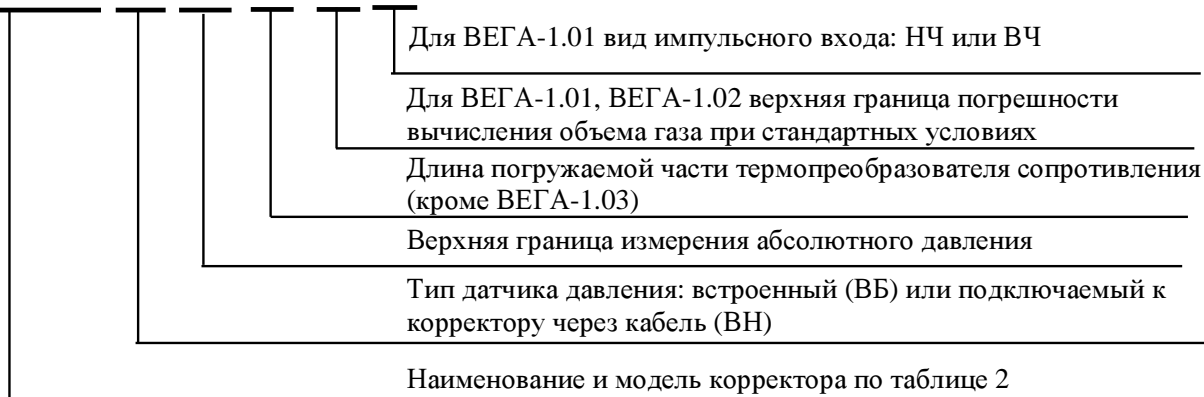 Для ВЕГА-1.01 вид импульсного входа: НЧ или ВЧ
Для ВЕГА-1.01, ВЕГА-1.02 верхняя граница погрешности
вычисления объема газа при стандартных условиях
Длина погружаемой части термопреобразователя сопротивления
(кроме ВЕГА-1.03)
Верхняя граница измерения абсолютного давления
Тип датчика давления: встроенный (ВБ) или подключаемый к
корректору через кабель (ВН)
Наименование и модель корректора по таблице 2